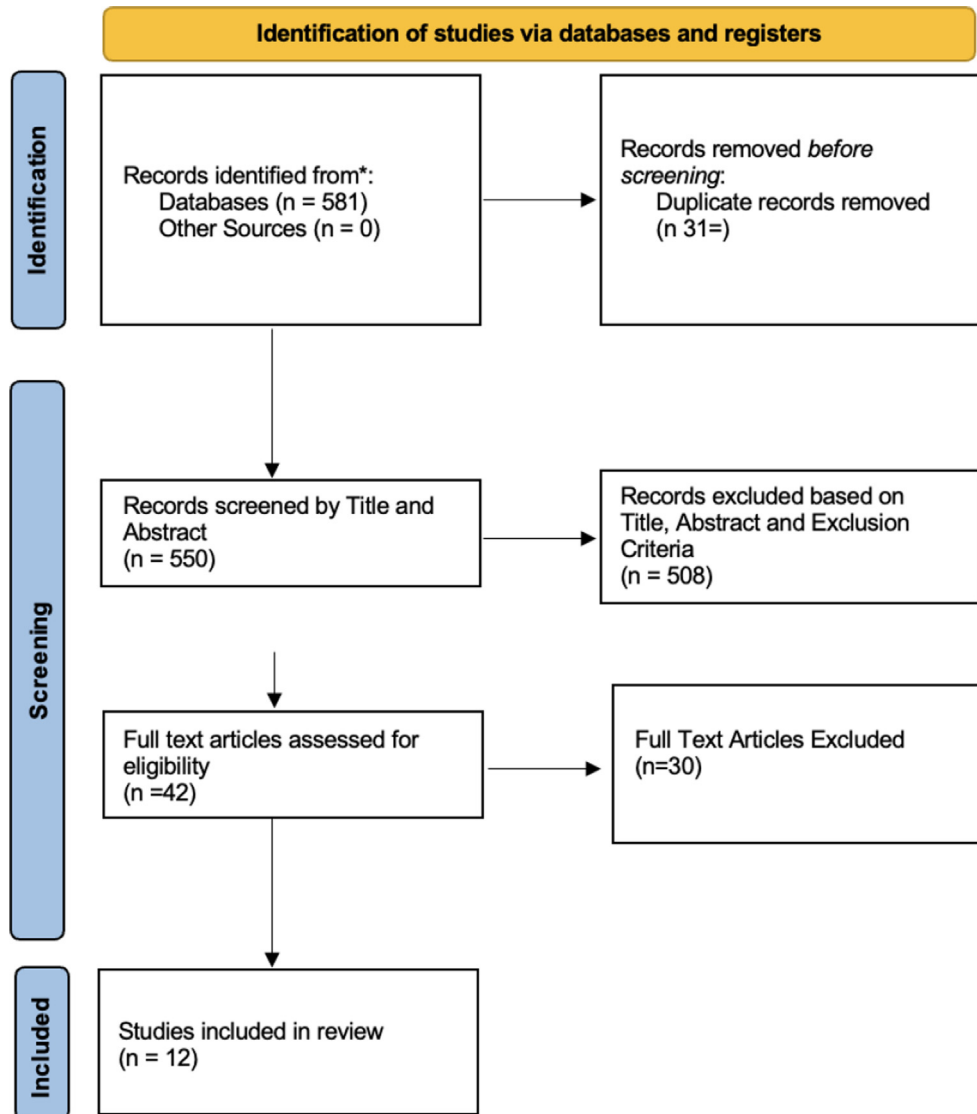 Identification of studies via databases and registers
Identification
Records identified from*:
Databases (n = 581)
Other Sources (n = 0)
Records removed before
screening:
Duplicate records removed
(n 31=)
Screening
Records screened by Title and
Abstract
(n = 550)
Records excluded based on
Title, Abstract and Exclusion
Criteria
(n = 508)
Full text articles assessed for
eligibility
(n =42)
Full Text Articles Excluded
(n=30)
Included
Studies included in review
(n = 12)